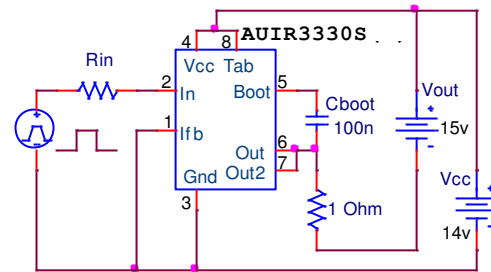 AUIR3330S . .
4
8
Rin
Vcc Tab
2
In
Boot
5
Vout
Cboot
100n
15v
1
Ifb
Out
6
Out2
7
Gnd
3
1 Ohm
Vcc
14v